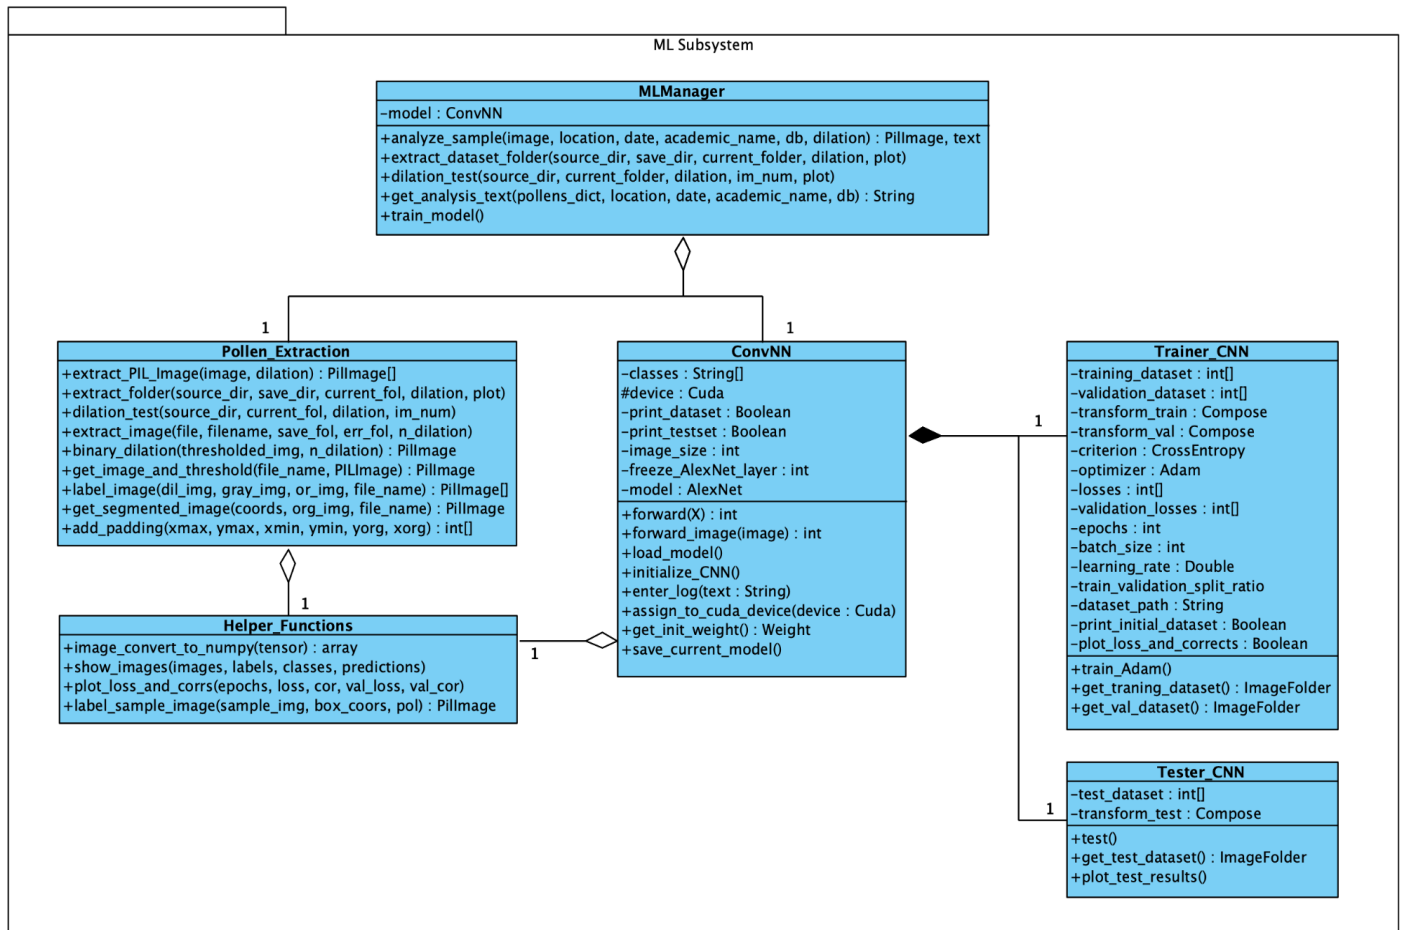 ML Subsystem
MLManager
-model : ConvNN
+analyze_sample(image, location, date, academic_name, db, dilation) : PilImage, text
+extract_dataset_folder(source_dir, save_dir, current_folder, dilation, plot)
+dilation_test(source_dir, current_folder, dilation, im_num, plot)
+get_analysis_text(pollens_dict, location, date, academic_name, db) : String
+train_model()
1
1
Pollen_Extraction
+extract_PIL_Image(image, dilation) : PilImage[]
+extract_folder(source_dir, save_dir, current_fol, dilation, plot)
+dilation_test(source_dir, current_fol, dilation, im_num)
+extract_image(file, filename, save_fol, err_fol, n_dilation)
+binary_dilation(thresholded_img, n_dilation) : PilImage
+get_image_and_threshold(file_name, PILImage) : PilImage
+label_image(dil_img, gray_img, or_img, file_name) : PilImage[]
+get_segmented_image(coords, org_img, file_name) : PilImage
+add_padding(xmax, ymax, xmin, ymin, yorg, xorg) : int[]
1
Helper_Functions
+image_convert_to_numpy(tensor) : array
+show_images(images, labels, classes, predictions)
+plot_loss_and_corrs(epochs, loss, cor, val_loss, val_cor)
+label_sample_image(sample_img, box_coors, pol) : PilImage
1
ConvNN
-classes : String[]
#device : Cuda
-print_dataset : Boolean
-print_testset : Boolean
-image_size : int
-freeze_AlexNet_layer : int
-model : AlexNet
+forward(X) : int
+forward_image(image) : int
+load_model()
+initialize_CNN()
+enter_log(text : String)
+assign_to_cuda_device(device : Cuda)
+get_init_weight() : Weight
+save_current_model()
1
Trainer_CNN
-training_dataset : int[]
-validation_dataset : int[]
-transform_train : Compose
-transform_val : Compose
-criterion : CrossEntropy
-optimizer : Adam
-losses : int[]
-validation_losses : int[]
-epochs : int
-batch_size : int
-learning_rate : Double
-train_validation_split_ratio
-dataset_path : String
-print_initial_dataset : Boolean
-plot_loss_and_corrects : Boolean
+train_Adam()
+get_traning_dataset() : ImageFolder
+get_val_dataset() : ImageFolder
1
Tester_CNN
-test_dataset : int[]
-transform_test : Compose
+test()
+get_test_dataset() : ImageFolder
+plot_test_results()